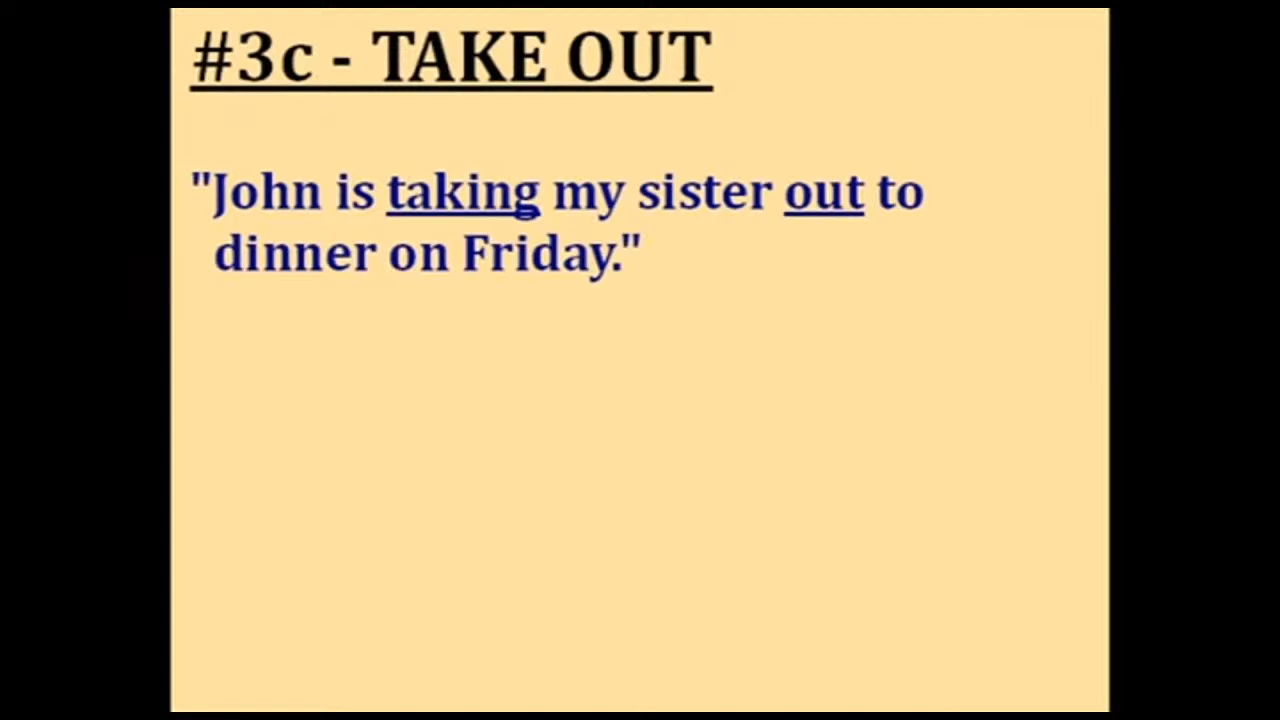 #3c - TAKE OUT
"John is taking my sister out to
dinner on Friday."